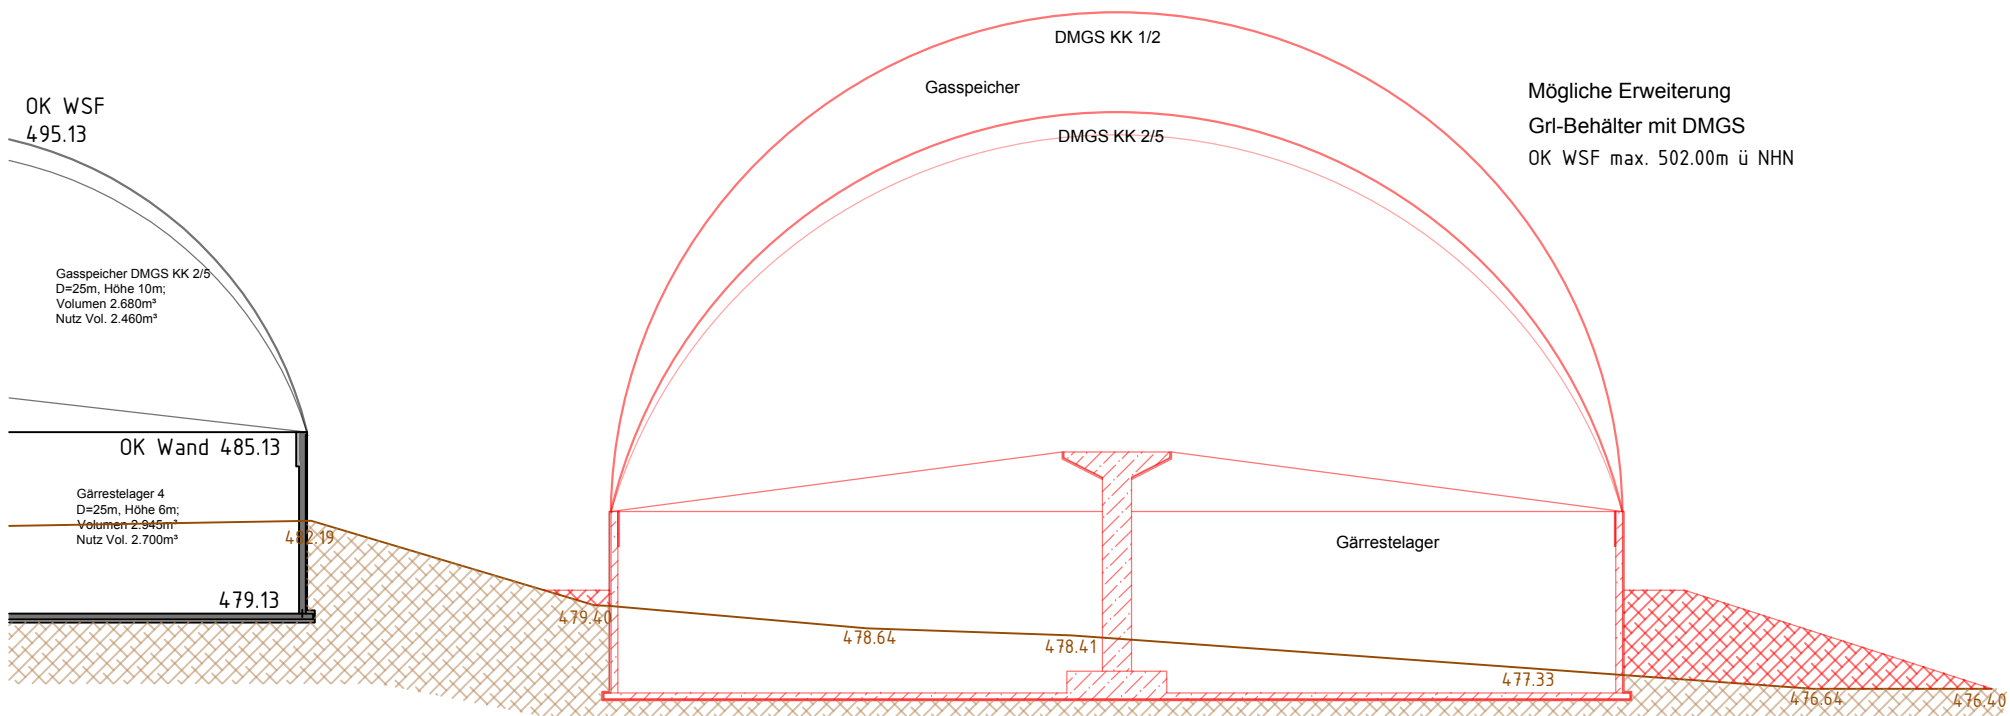 DMGS KK 1/2
Gasspeicher
OK WSF
495.13
DMGS KK 2/5
Mögliche Erweiterung
Grl-Behälter mit DMGS
OK WSF max. 502.00m ü NHN
Gasspeicher DMGS KK 2/5
D=25m, Höhe 10m;
Volumen 2.680m³
Nutz Vol. 2.460m³
OK Wand 485.13
Gärrestelager 4
D=25m, Höhe 6m;
Volumen 2.945m³
Nutz Vol. 2.700m³
482.19
Gärrestelager
479.13
479.40
478.64
478.41
477.33
476.64
476.40